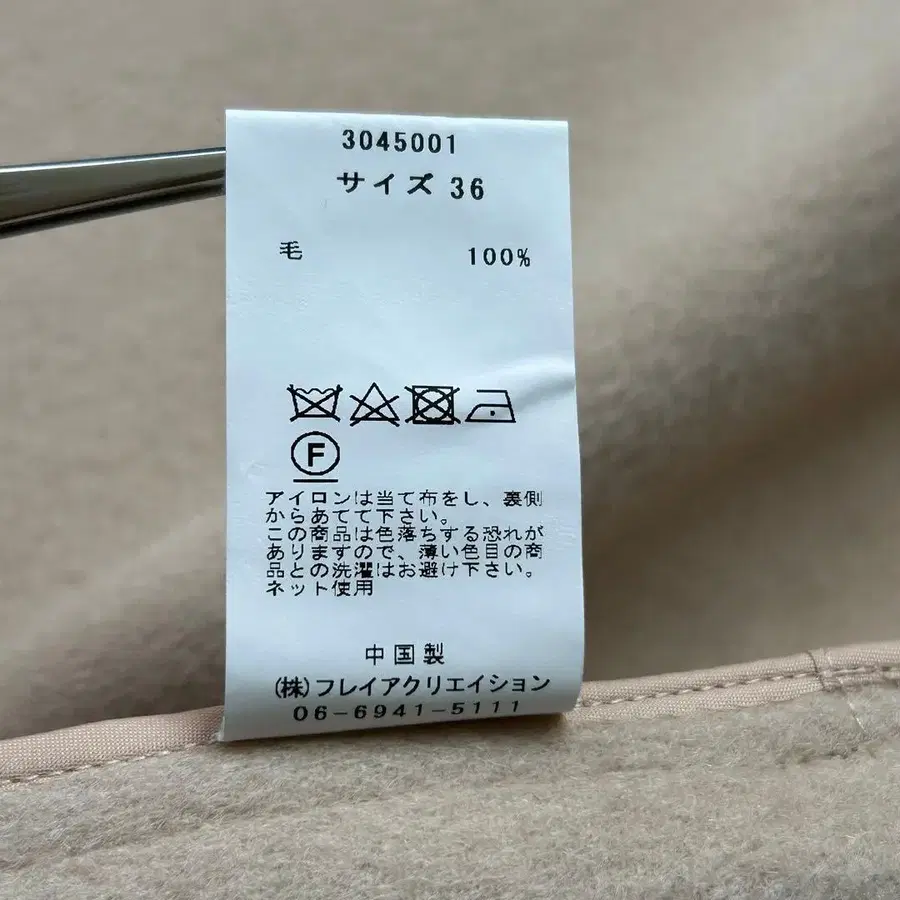 3045001
サイズ 36
毛 100%
F
アイロンは当て布をし、裏側
からあてて下さい。
この商品は色落ちする恐れが
ありますので、薄い色目の商
品との洗濯はお避け下さい。
ネット使用
中国製
(株)フレイアクリエイション
06-6941-5111